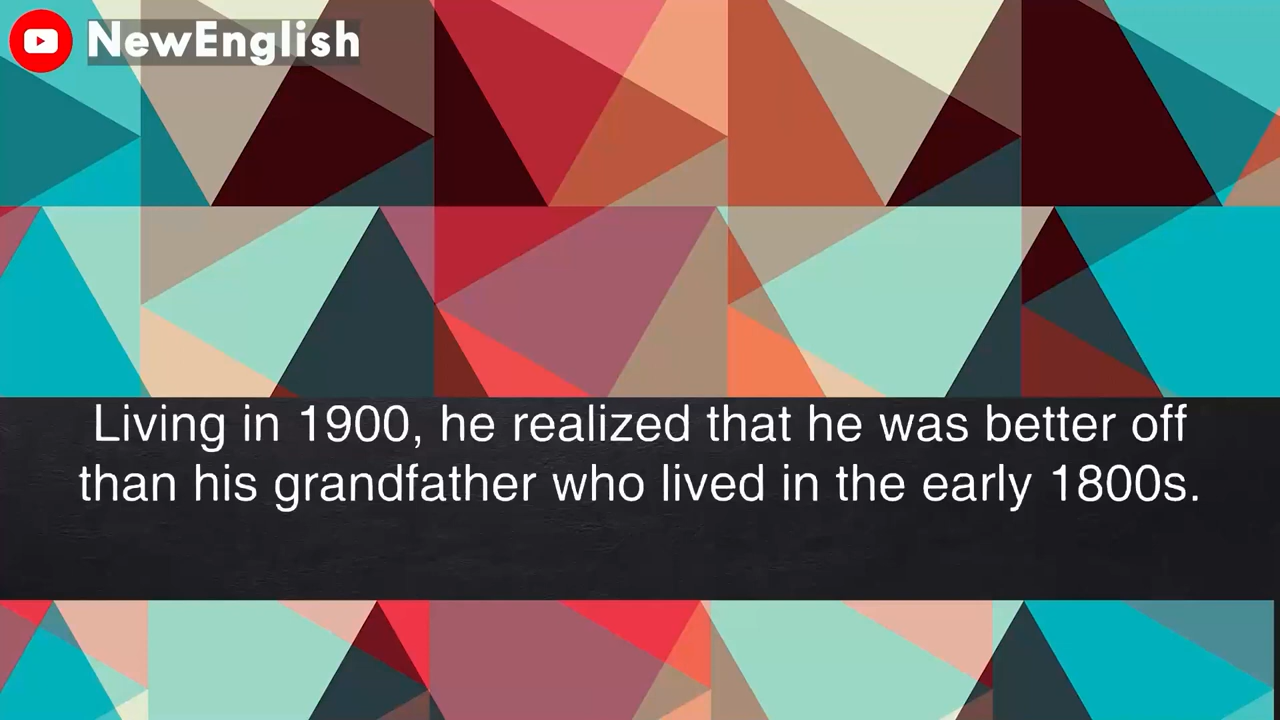 NewEnglish
Living in 1900, he realized that he was better off
than his grandfather who lived in the early 1800s.